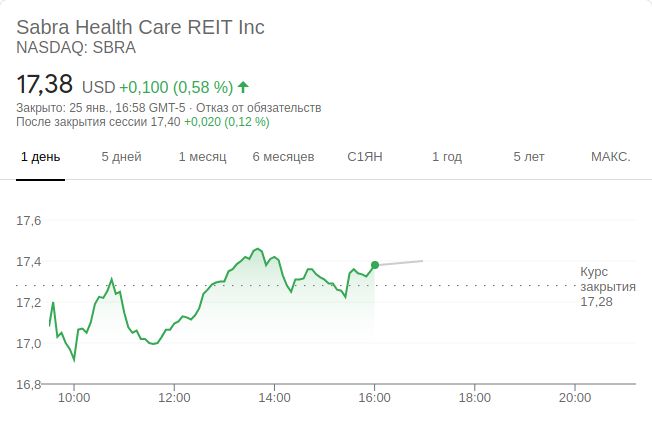 Sabra Health Care REIT Inc
NASDAQ: SBRA
17,38 USD +0,100 (0,58 %)
Закрыто: 25 янв., 16:58 GMT-5 · Отказ от обязательств
После закрытия сессии 17,40 +0,020 (0,12 %)
1 день 5 дней 1 месяц 6 месяцев С1ЯН 1 год 5 лет МАКС.
17,6
17,4
Курс
закрытия
17,28
17,2
17,0
16,8
10:00 12:00 14:00 16:00 18:00 20:00